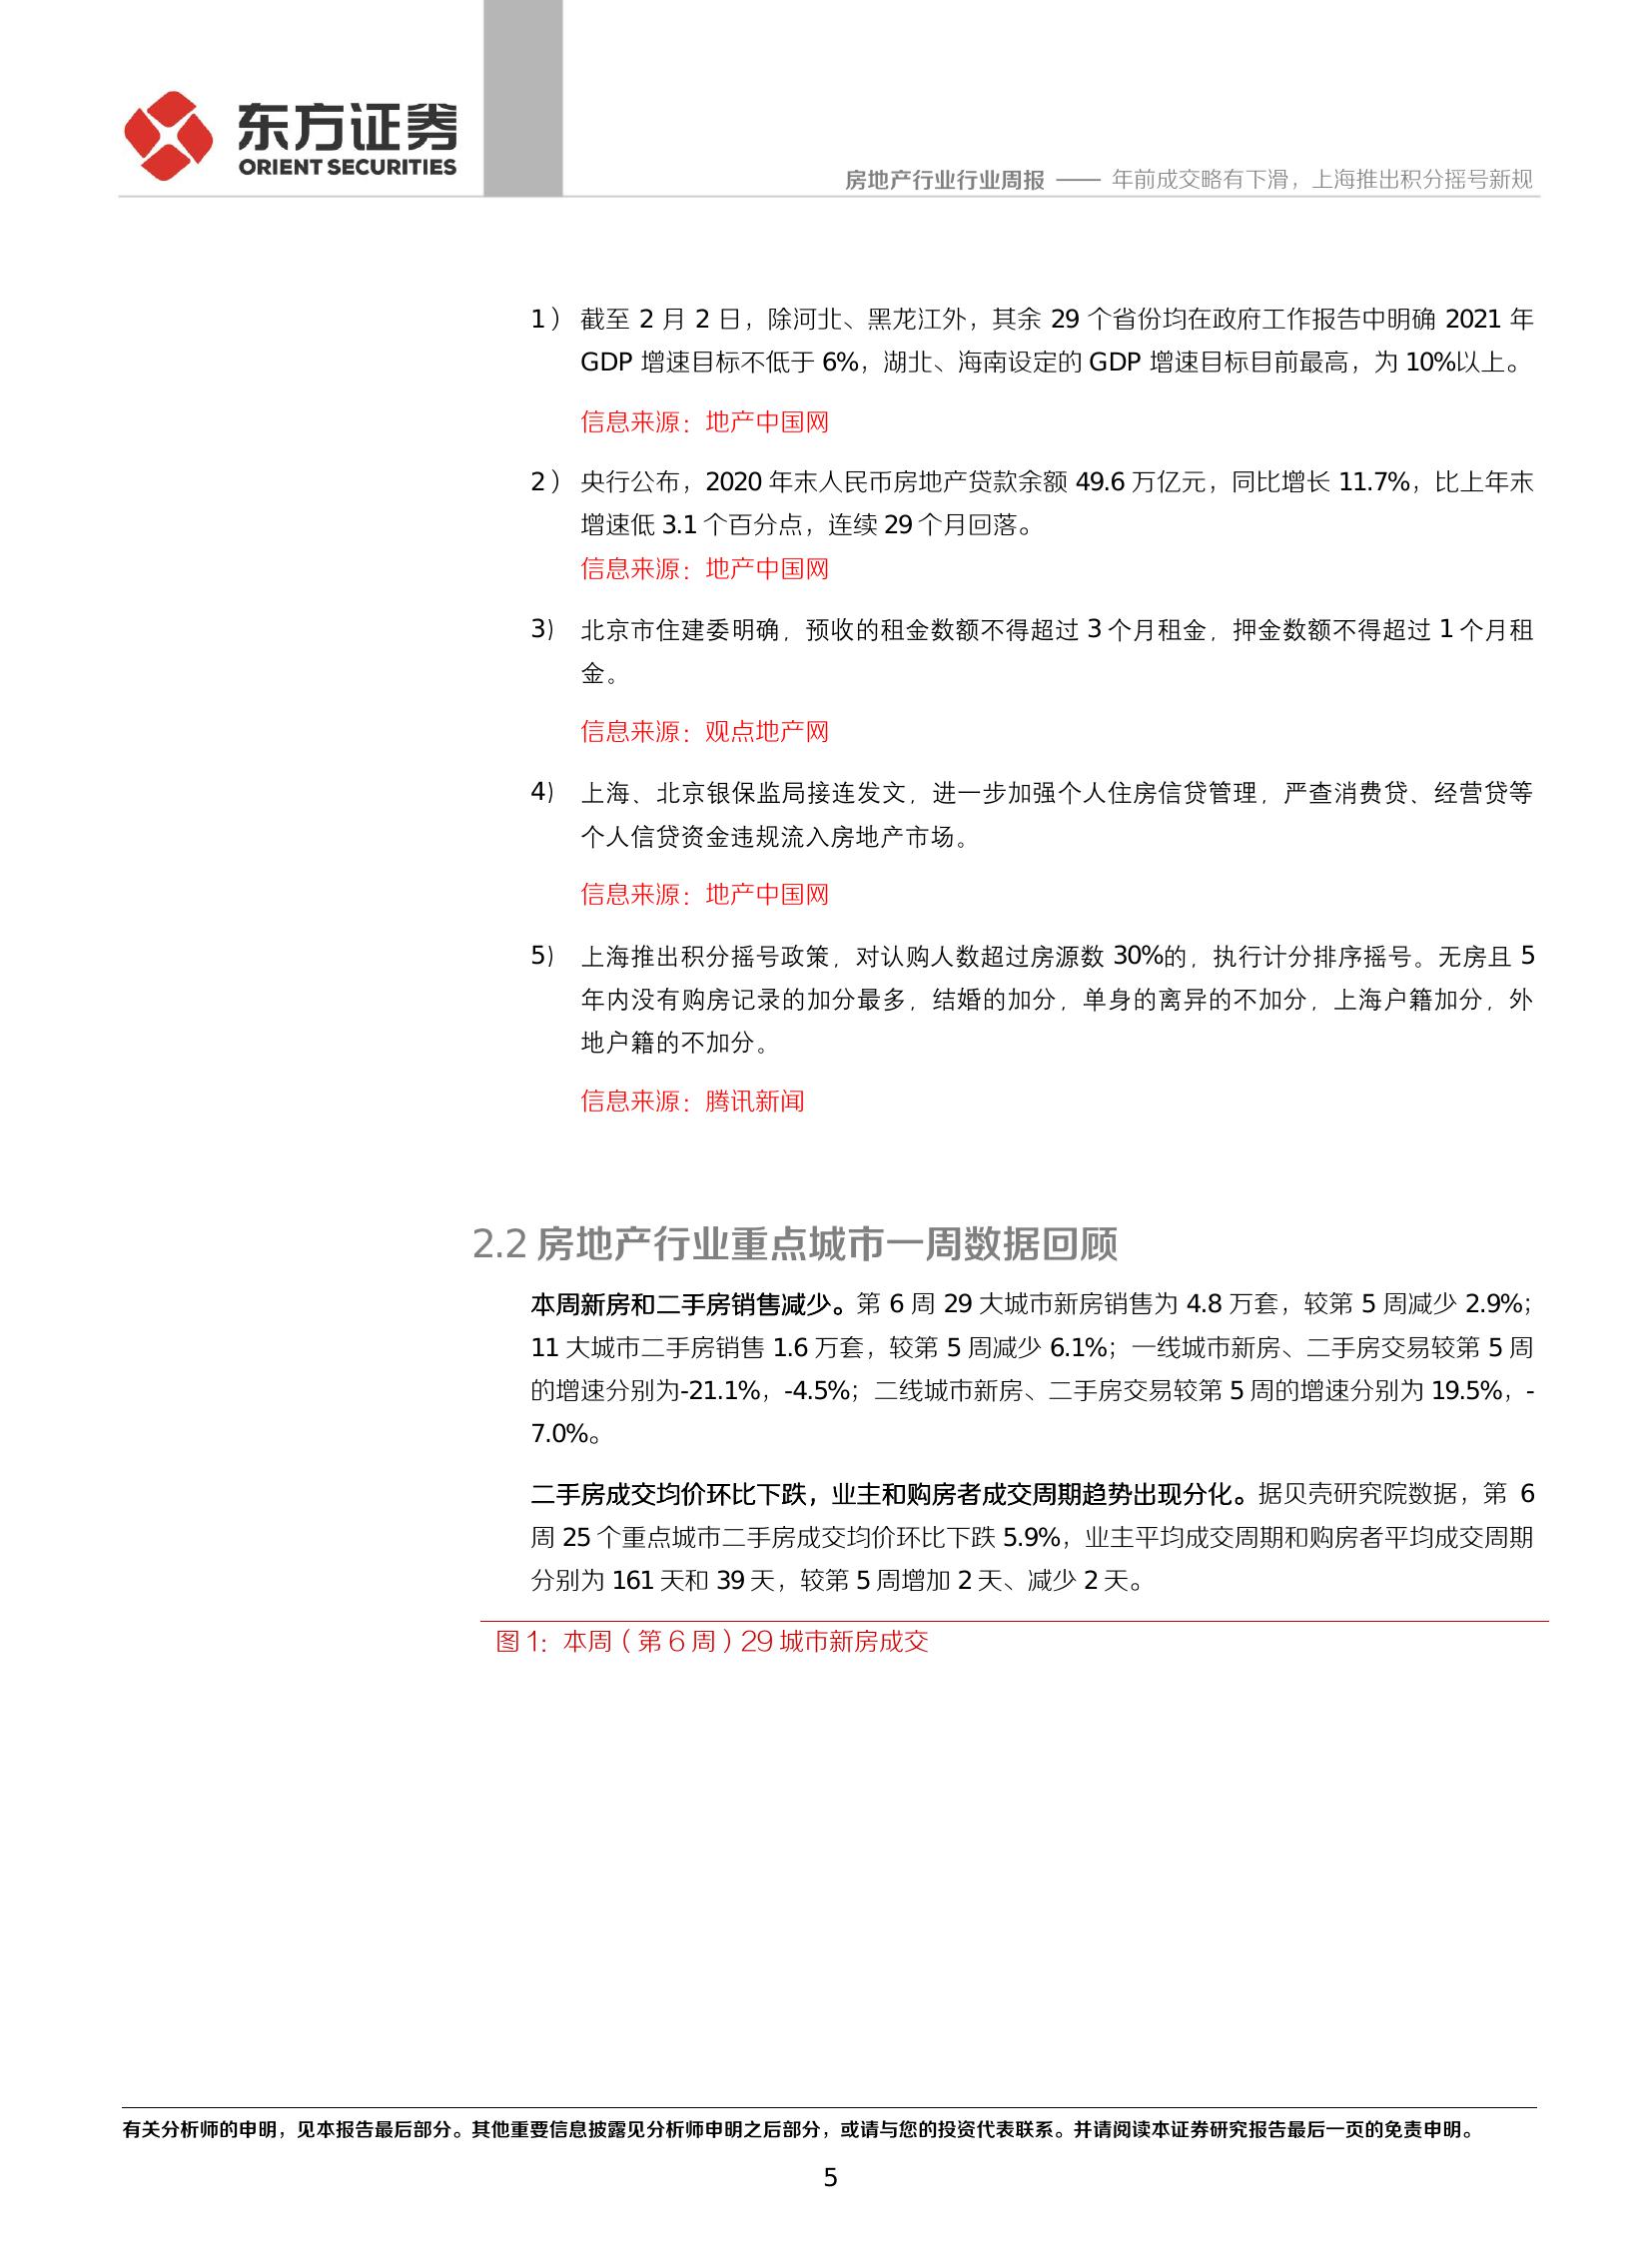 东方证券
ORIENT SECURITIES
房地产行业行业周报 —— 年前成交略有下滑，上海推出积分摇号新规
1） 截至 2 月 2 日，除河北、黑龙江外，其余 29 个省份均在政府工作报告中明确 2021 年
GDP 增速目标不低于 6%，湖北、海南设定的 GDP 增速目标目前最高，为 10%以上。
信息来源：地产中国网
2） 央行公布，2020 年末人民币房地产贷款余额 49.6 万亿元，同比增长 11.7%，比上年末
增速低 3.1 个百分点，连续 29 个月回落。
信息来源：地产中国网
3） 北京市住建委明确，预收的租金数额不得超过 3 个月租金，押金数额不得超过 1 个月租
金。
信息来源：观点地产网
4） 上海、北京银保监局接连发文，进一步加强个人住房信贷管理，严查消费贷、经营贷等
个人信贷资金违规流入房地产市场。
信息来源：地产中国网
5） 上海推出积分摇号政策，对认购人数超过房源数 30%的，执行计分排序摇号。无房且 5
年内没有购房记录的加分最多，结婚的加分，单身的离异的不加分，上海户籍加分，外
地户籍的不加分。
信息来源：腾讯新闻
2.2 房地产行业重点城市一周数据回顾
本周新房和二手房销售减少。第 6 周 29 大城市新房销售为 4.8 万套，较第 5 周减少 2.9%；
11 大城市二手房销售 1.6 万套，较第 5 周减少 6.1%；一线城市新房、二手房交易较第 5 周
的增速分别为-21.1%，-4.5%；二线城市新房、二手房交易较第 5 周的增速分别为 19.5%，-
7.0%。
二手房成交均价环比下跌，业主和购房者成交周期趋势出现分化。据贝壳研究院数据，第 6
周 25 个重点城市二手房成交均价环比下跌 5.9%，业主平均成交周期和购房者平均成交周期
分别为 161 天和 39 天，较第 5 周增加 2 天、减少 2 天。
图 1：本周（第 6 周）29 城市新房成交
有关分析师的申明，见本报告最后部分。其他重要信息披露见分析师申明之后部分，或请与您的投资代表联系。并请阅读本证券研究报告最后一页的免责申明。
5